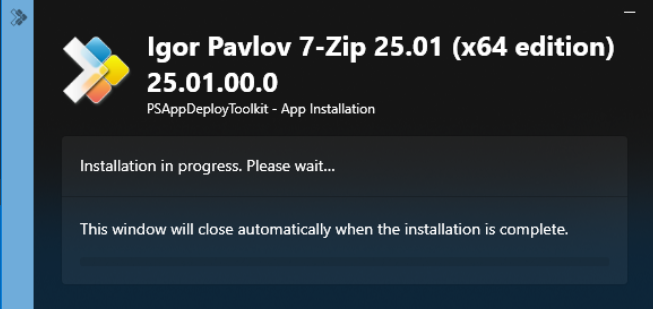 Igor Pavlov 7-Zip 25.01 (x64 edition)
25.01.00.0
PSAppDeployToolkit - App Installation
Installation in progress. Please wait...
This window will close automatically when the installation is complete.